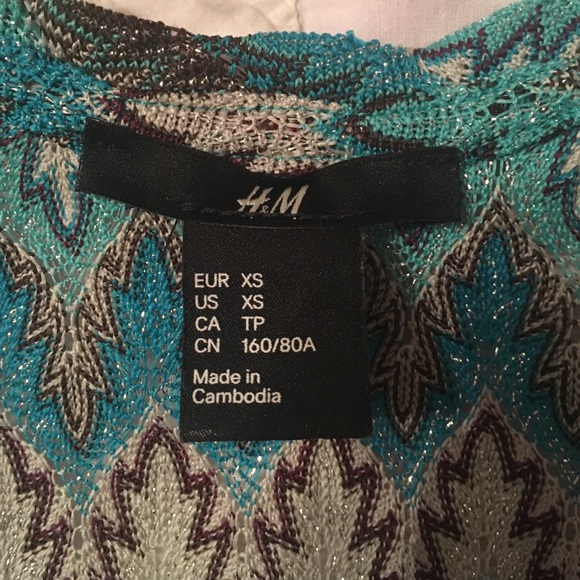 H&M
EUR XS
US XS
CA TP
CN 160/80A
Made in
Cambodia